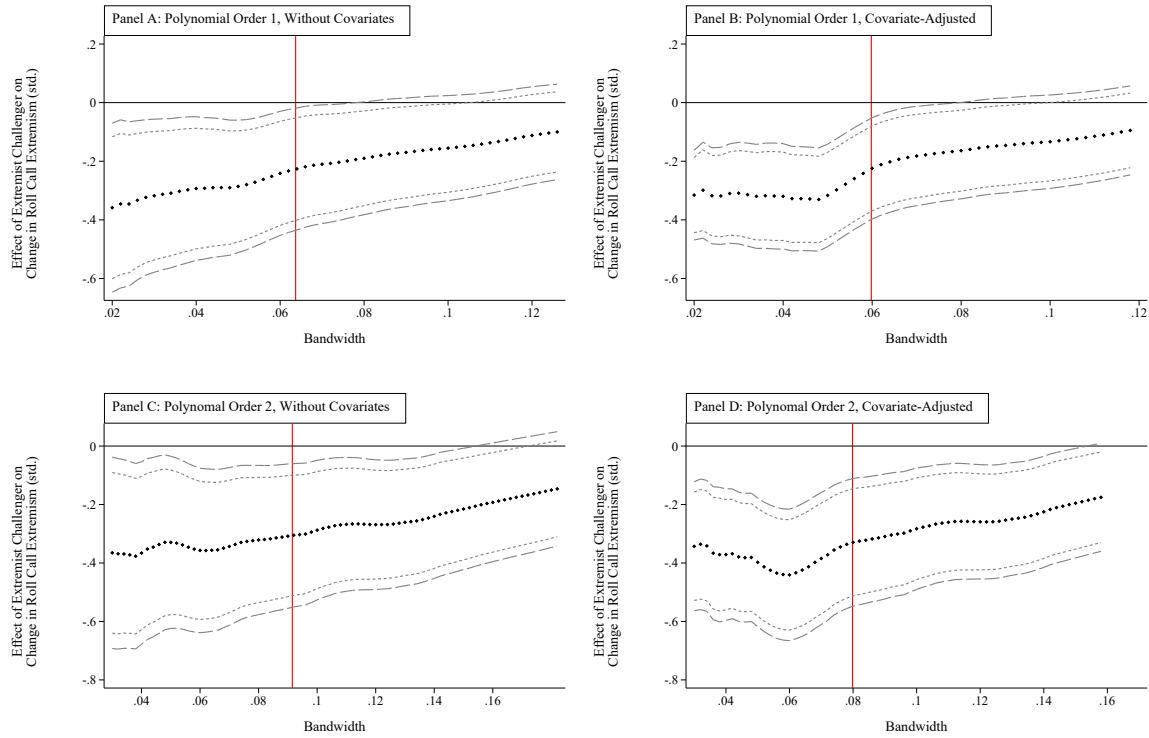 Panel A: Polynomial Order 1, Without Covariates
Effect of Extremist Challenger on
Change in Roll Call Extremism (std.)
.2
0
-.2
-.4
-.6
.02
.04
.06
.08
.1
.12
Bandwidth
Panel B: Polynomial Order 1, Covariate-Adjusted
Effect of Extremist Challenger on
Change in Roll Call Extremism (std.)
.2
0
-.2
-.4
-.6
.02
.04
.06
.08
.1
.12
Bandwidth
Panel C: Polynomal Order 2, Without Covariates
Effect of Extremist Challenger on
Change in Roll Call Extremism (std.)
0
-.2
-.4
-.6
-.8
.04
.06
.08
.1
.12
.14
.16
Bandwidth
Panel D: Polynomal Order 2, Covariate-Adjusted
Effect of Extremist Challenger on
Change in Roll Call Extremism (std.)
0
-.2
-.4
-.6
-.8
.04
.06
.08
.1
.12
.14
.16
Bandwidth